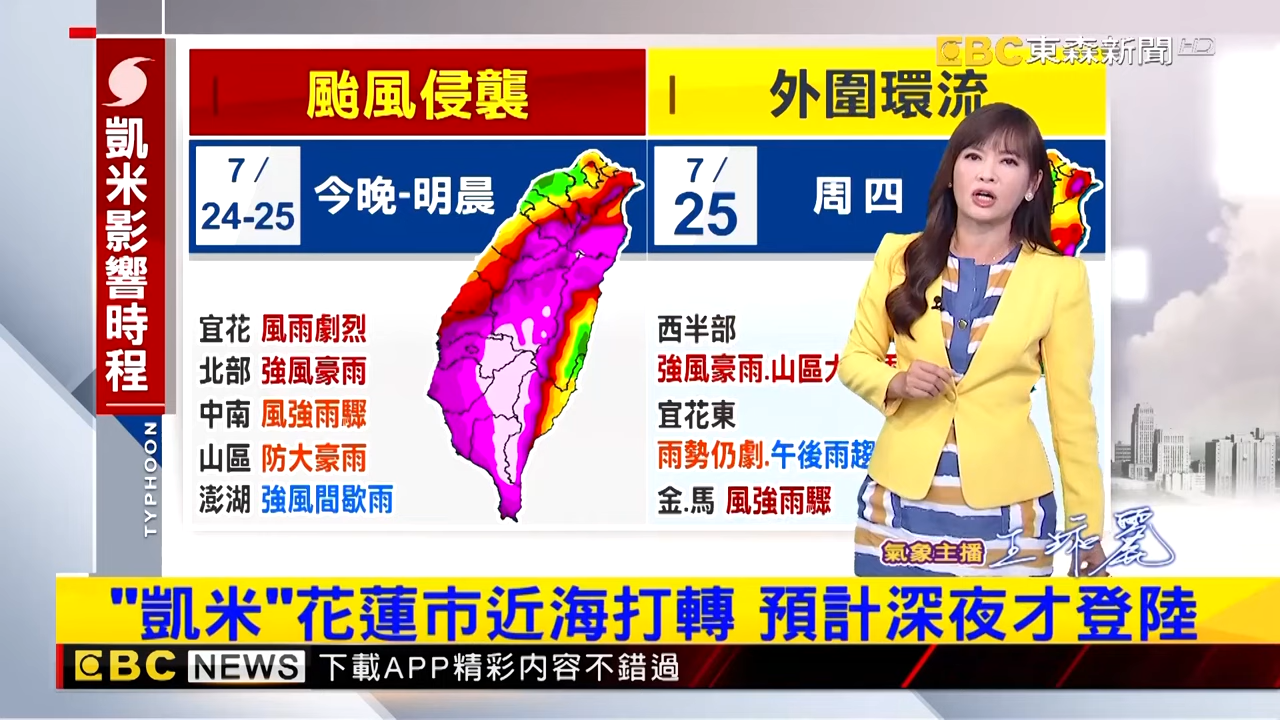 EBC 東森新聞 HD
凱米影響時程
TYPHOON
颱風侵襲
7/
24-25
今晚-明晨
宜花 風雨劇烈
北部 強風豪雨
中南 風強雨驟
山區 防大豪雨
澎湖 強風間歇雨
外圍環流
7/
25
周四
西半部
強風豪雨.山區大
宜花東
雨勢仍劇.午後雨趨
金.馬 風強雨驟
氣象主播 王琢麗
"凱米"花蓮市近海打轉 預計深夜才登陸
EBC NEWS 下載APP精彩内容不錯過